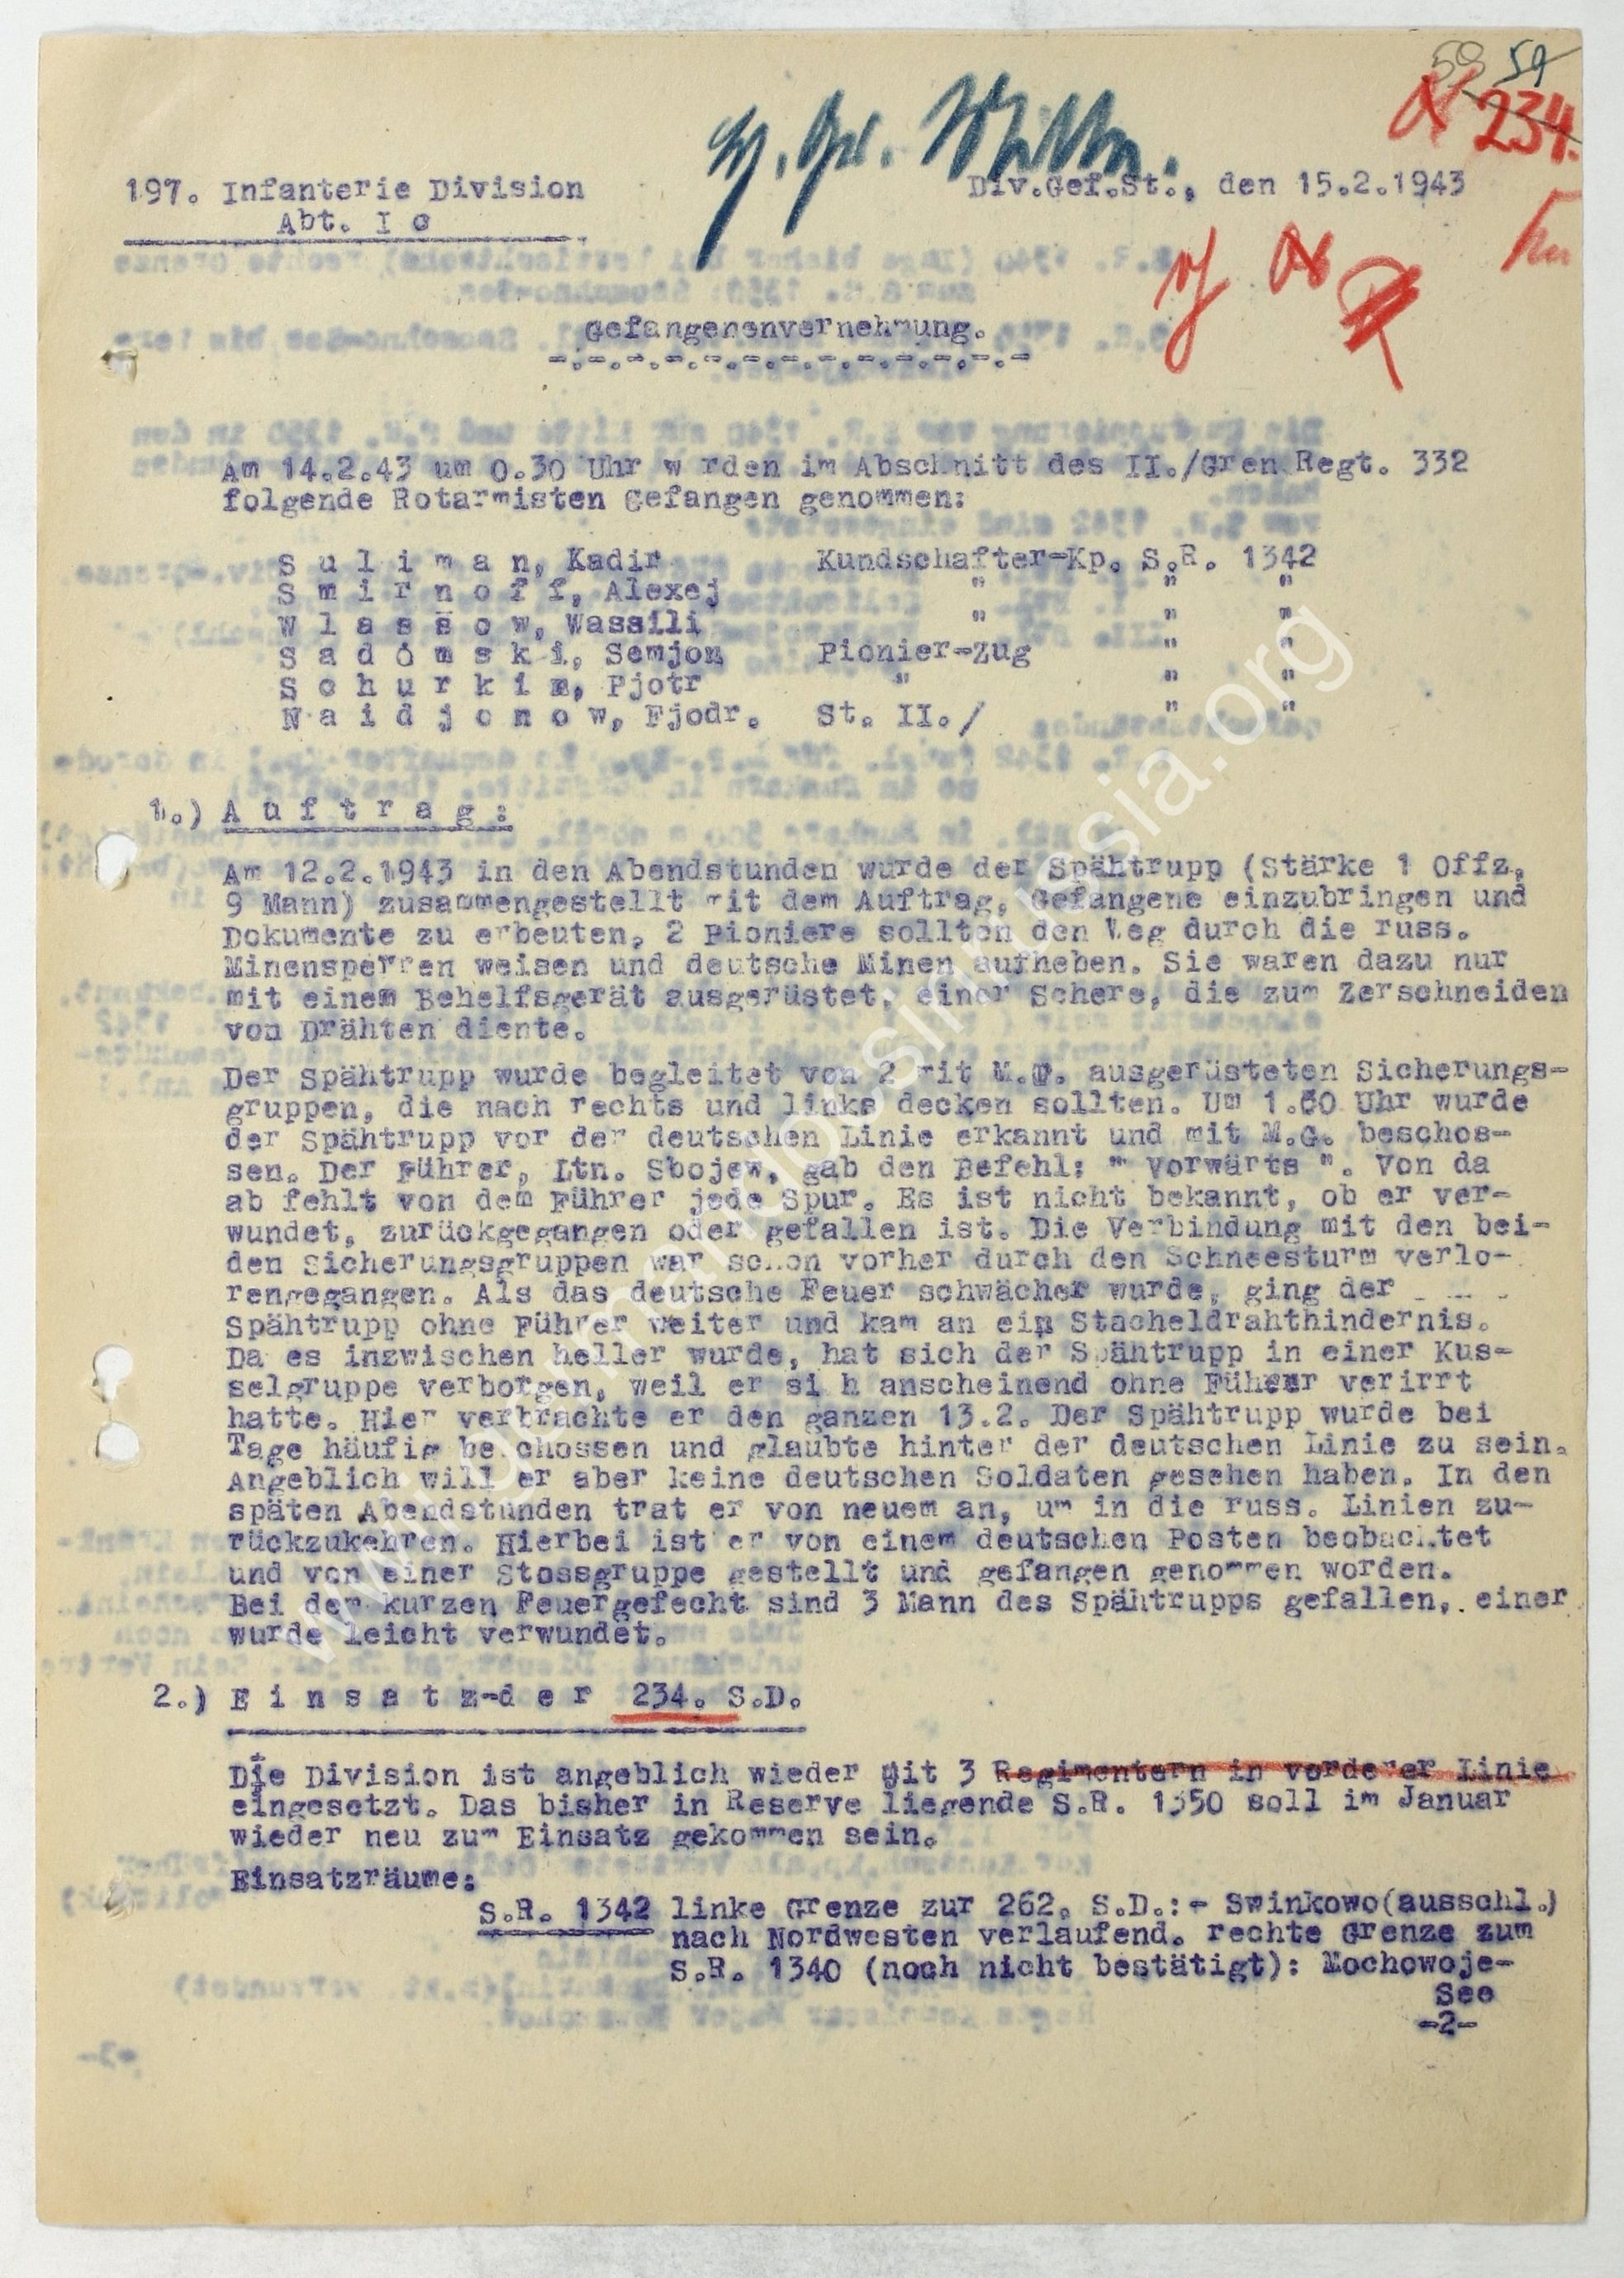 59 59
234.
197. Infanterie Division
Abt. I c
Div.Gef.St., den 15.2.1943
Gefangenenvernehmung.
-.-.-.-.-.-.-.-.-.-.-.-.-
Am 14.2.43 um 0.30 Uhr w rden im Abschnitt des II./Gren.Regt. 332
folgende Rotarmisten Gefangen genommen:
S u l i m a n, Kadir Kundschafter-Kp. S.R. 1342
S m i r n o f f, Alexej " " "
W l a s s o w, Wassili " " "
S a d o m s k i, Semjon Pionier-Zug " "
S c h u r k i n, Pjotr " " "
N a i d j o n o w, Fjodr. St. II./ " "
1.) A u f t r a g :
Am 12.2.1943 in den Abendstunden wurde der Spähtrupp (Stärke 1 Offz,
9 Mann) zusammengestellt mit dem Auftrag, Gefangene einzubringen und
Dokumente zu erbeuten, 2 Pioniere sollten den Weg durch die russ.
Minensperren weisen und deutsche Minen aufheben. Sie waren dazu nur
mit einem Behelfsgerät ausgerüstet, einer Schere, die zum Zerschneiden
von Drähten diente.
Der Spähtrupp wurde begleitet von 2 mit M.P. ausgerüsteten Sicherungs-
gruppen, die nach rechts und links decken sollten. Um 1.00 Uhr wurde
der Spähtrupp vor der deutschen Linie erkannt und mit M.G. beschos-
sen. Der Führer, Ltn. Sbojew, gab den Befehl: " Vorwärts ". Von da
ab fehlt von dem Führer jede Spur. Es ist nicht bekannt, ob er ver-
wundet, zurückgegangen oder gefallen ist. Die Verbindung mit den bei-
den Sicherungsgruppen war schon vorher durch den Schneesturm verlo-
rengegangen. Als das deutsche Feuer schwächer wurde, ging der
Spähtrupp ohne Führer weiter und kam an ein Stacheldrahthindernis.
Da es inzwischen heller wurde, hat sich der Spähtrupp in einer Kus-
selgruppe verborgen, weil er si h anscheinend ohne Führer verirrt
hatte. Hier verbrachte er den ganzen 13.2. Der Spähtrupp wurde bei
Tage häufig beschossen und glaubte hinter der deutschen Linie zu sein.
Angeblich will er aber keine deutschen Soldaten gesehen haben. In den
späten Abendstunden trat er von neuem an, um in die russ. Linien zu-
rückzukehren. Hierbei ist er von einem deutschen Posten beobachtet
und von einer Stossgruppe gestellt und gefangen genommen worden.
Bei dem kurzen Feuergefecht sind 3 Mann des Spähtrupps gefallen, einer
wurde leicht verwundet.
2.) E i n s a t z-d e r 234. S.D.
Die Division ist angeblich wieder mit 3 Regimentern in vorderer Linie
eingesetzt. Das bisher in Reserve liegende S.R. 1350 soll im Januar
wieder neu zum Einsatz gekommen sein.
Einsatzräume:
S.R. 1342 linke Grenze zur 262. S.D.:- Swinkowo(ausschl.)
nach Nordwesten verlaufend. rechte Grenze zum
S.R. 1340 (noch nicht bestätigt): Mochowoje-
See
-2-
www.germandocsinrussia.org